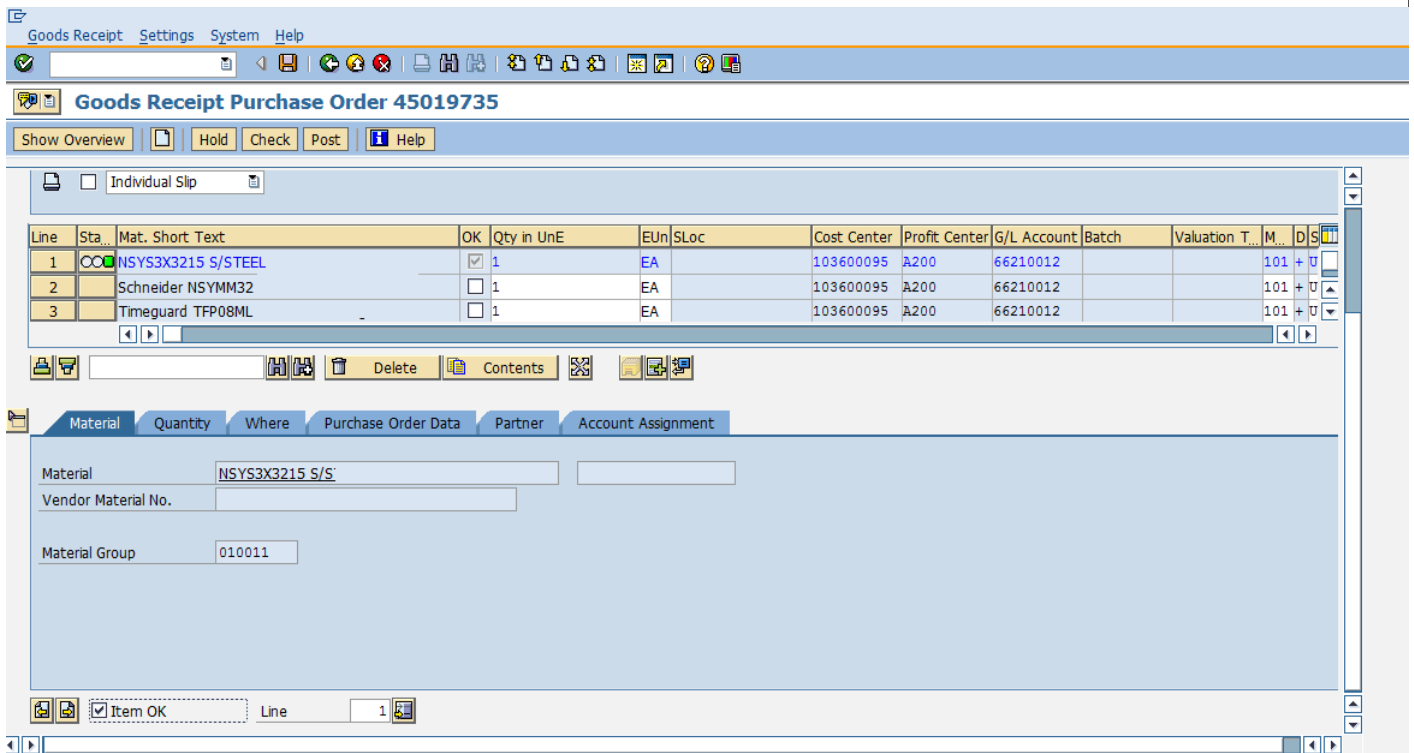 Goods Receipt Settings System Help
Goods Receipt Purchase Order 45019735
Show Overview Hold Check Post Help
Individual Slip
Line Sta... Mat. Short Text OK Qty in UnE EUn SLoc Cost Center Profit Center G/L Account Batch Valuation T... M... D S
1 NSYS3X3215 S/STEEL 1 EA 103600095 A200 66210012 101 + U
2 Schneider NSYMM32 1 EA 103600095 A200 66210012 101 + U
3 Timeguard TFP08ML 1 EA 103600095 A200 66210012 101 + U
Delete Contents
Material Quantity Where Purchase Order Data Partner Account Assignment
Material NSYS3X3215 S/S
Vendor Material No.
Material Group 010011
Item OK Line 1